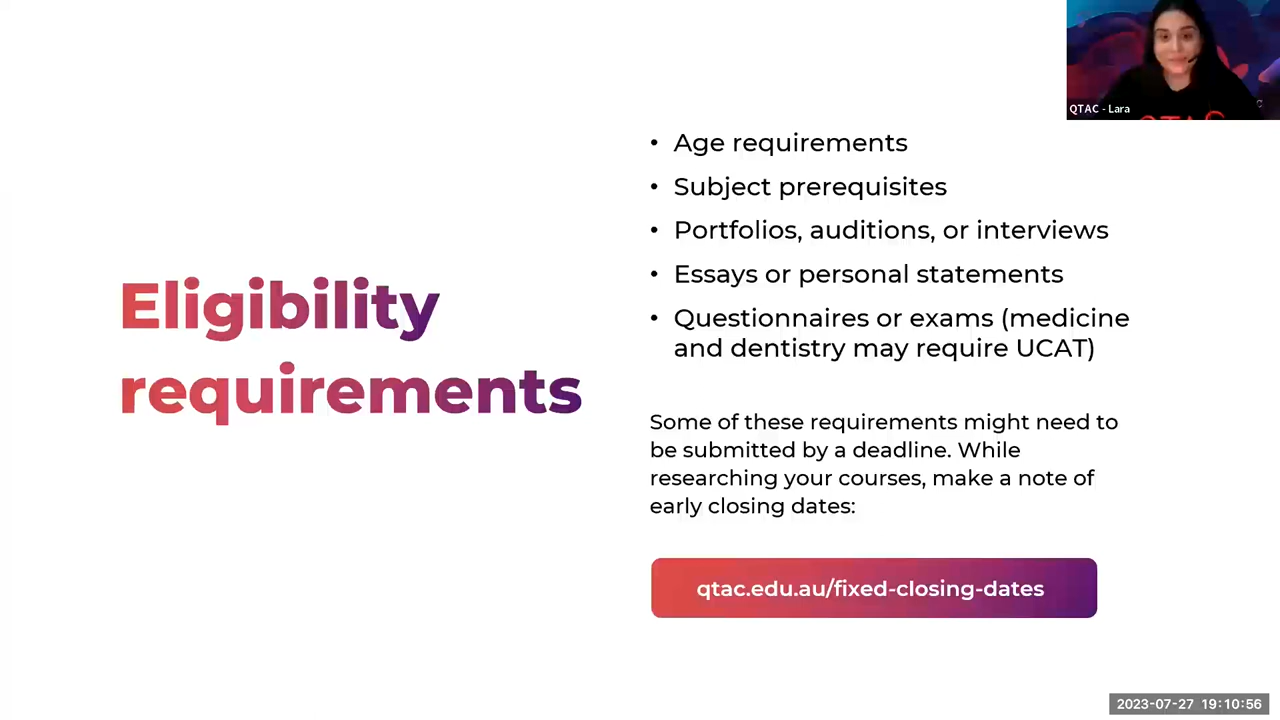 QTAC - Lara
QTAC
Eligibility
requirements
• Age requirements
• Subject prerequisites
• Portfolios, auditions, or interviews
• Essays or personal statements
• Questionnaires or exams (medicine
and dentistry may require UCAT)
Some of these requirements might need to
be submitted by a deadline. While
researching your courses, make a note of
early closing dates:
qtac.edu.au/fixed-closing-dates
2023-07-27 19:10:56